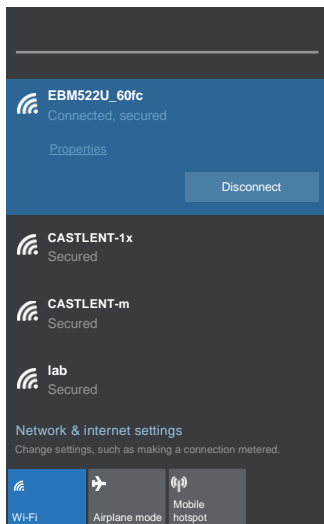 EBM522U_60fc
Connected, secured
Properties
Disconnect
CASTLENT-1x
Secured
CASTLENT-m
Secured
lab
Secured
Network & internet settings
Change settings, such as making a connection metered.
Wi-Fi
Airplane mode
Mobile
hotspot